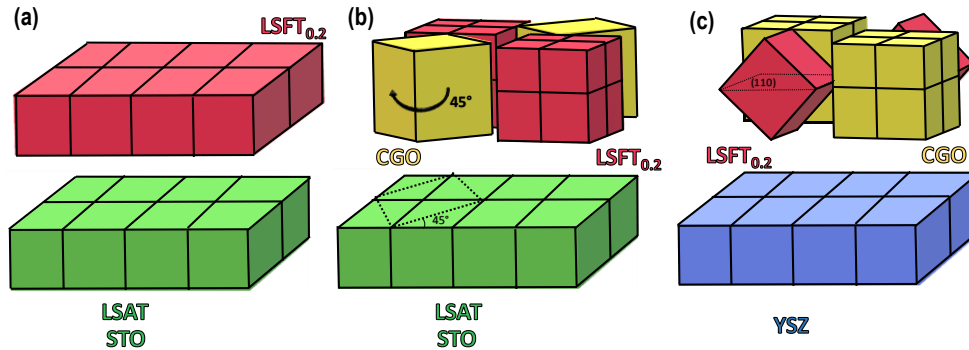 (a)
LSFT0.2
LSAT
STO
(b)
45°
CGO
LSFT0.2
45°
LSAT
STO
(c)
(110)
LSFT0.2
CGO
YSZ